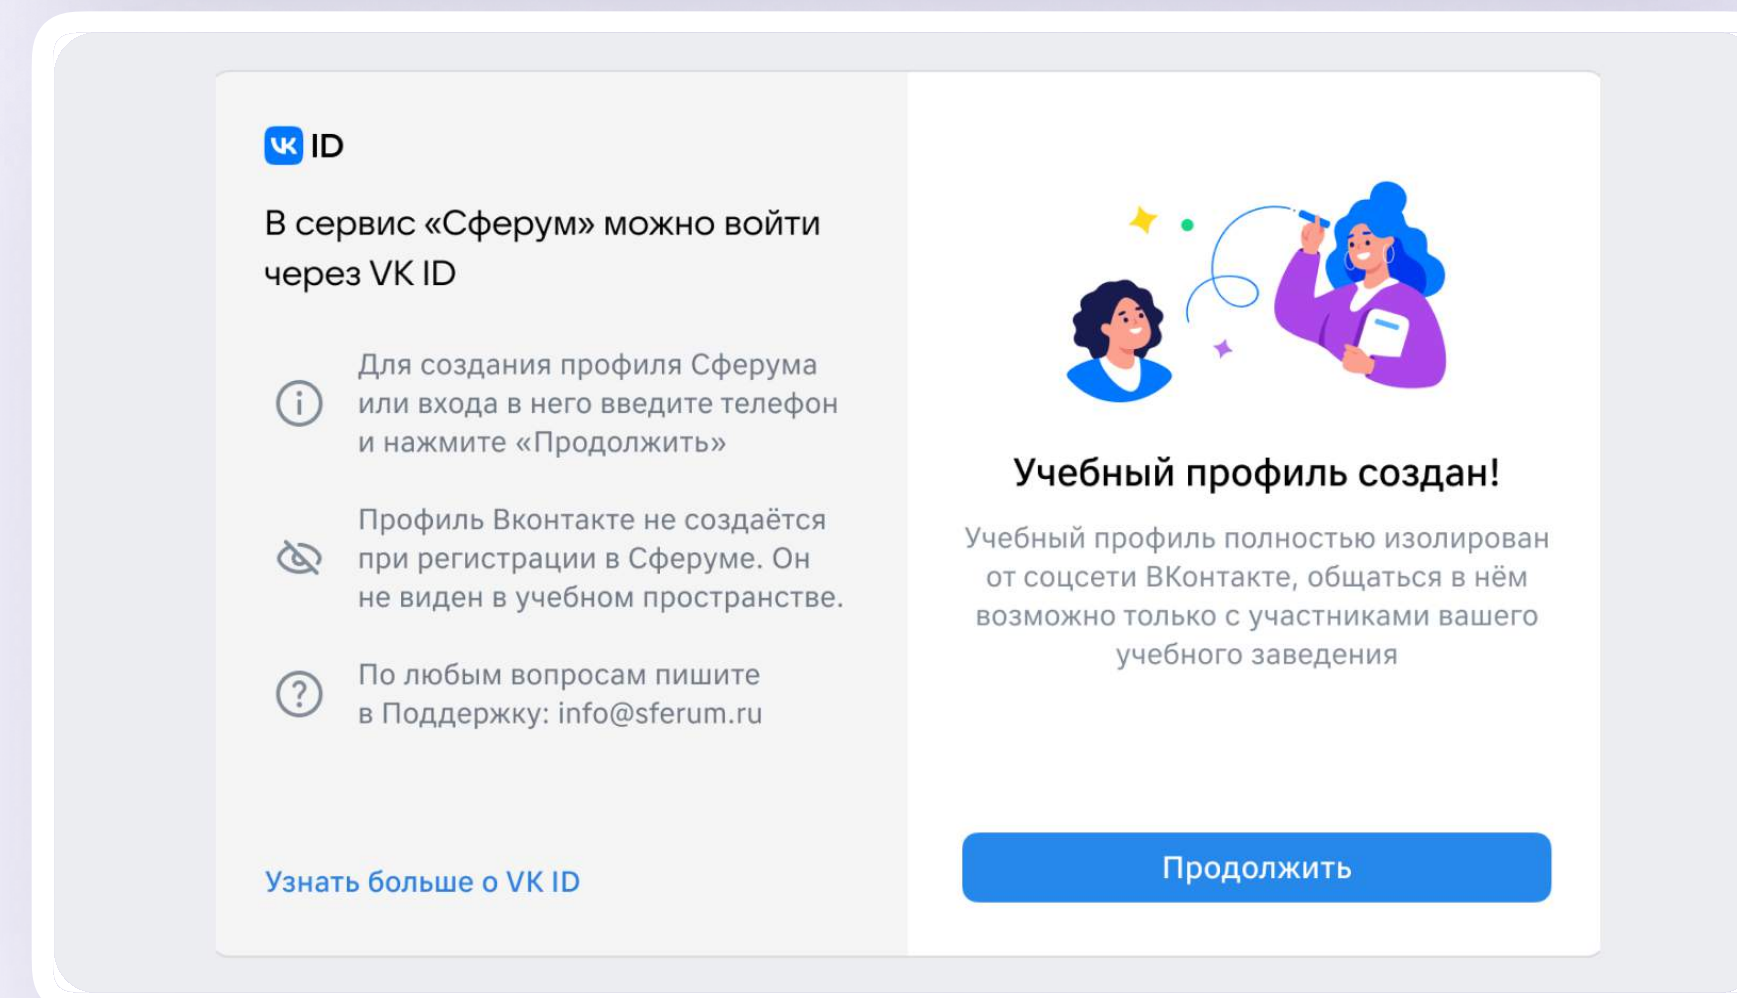 VK ID
В сервис «Сферум» можно войти
через VK ID
Для создания профиля Сферума
или входа в него введите телефон
и нажмите «Продолжить»
Профиль Вконтакте не создаётся
при регистрации в Сферуме. Он
не виден в учебном пространстве.
По любым вопросам пишите
в Поддержку: info@sferum.ru
Узнать больше о VK ID
Учебный профиль создан!
Учебный профиль полностью изолирован
от соцсети ВКонтакте, общаться в нём
возможно только с участниками вашего
учебного заведения
Продолжить